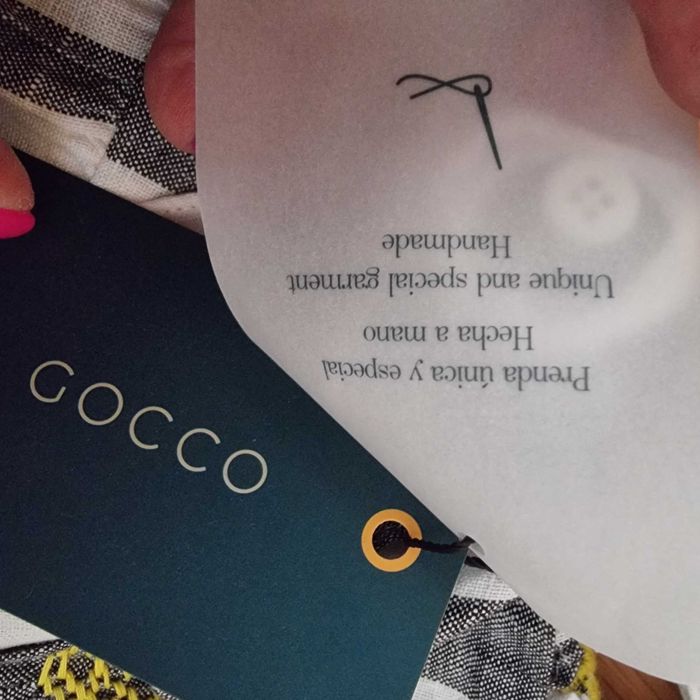 Prenda única y especial
Hecha a mano
Unique and special garment
Handmade
GOCCO